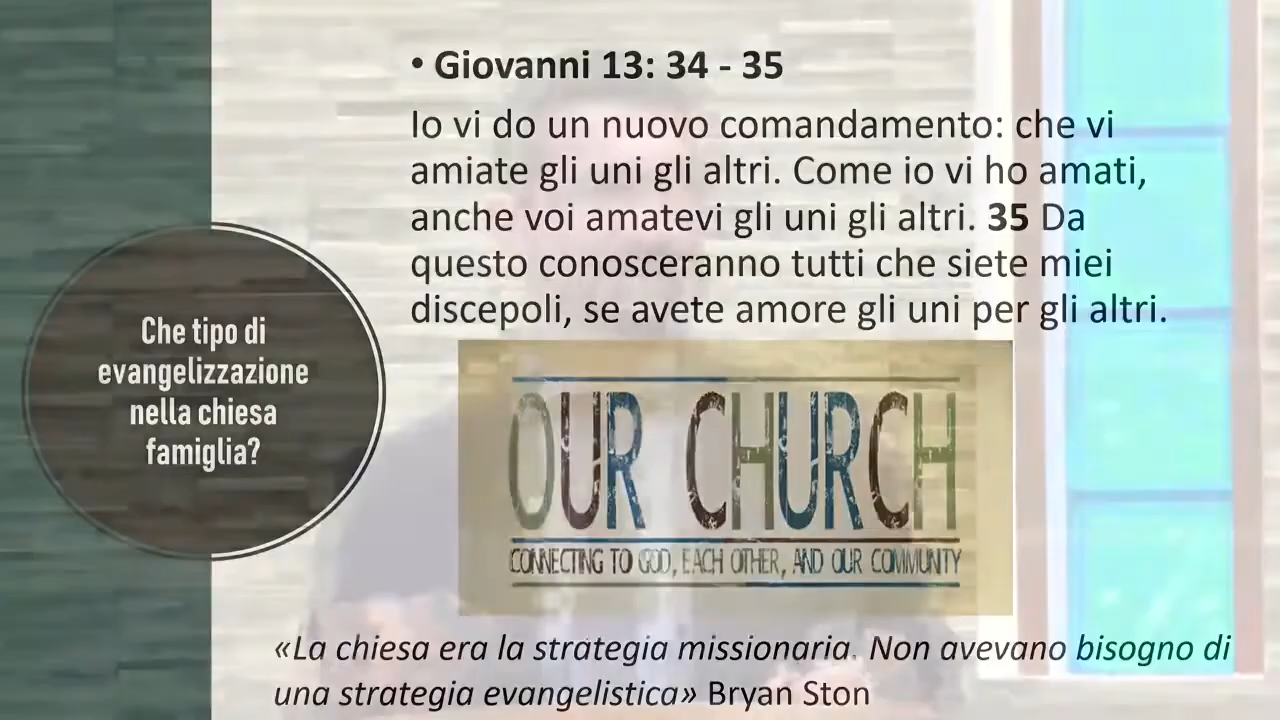 Che tipo di
evangelizzazione
nella chiesa
famiglia?
• Giovanni 13: 34 - 35
Io vi do un nuovo comandamento: che vi
amiate gli uni gli altri. Come io vi ho amati,
anche voi amatevi gli uni gli altri. 35 Da
questo conosceranno tutti che siete miei
discepoli, se avete amore gli uni per gli altri.
OUR CHURCH
CONNECTING TO GOD, EACH OTHER, AND OUR COMMUNITY
«La chiesa era la strategia missionaria. Non avevano bisogno di
una strategia evangelistica» Bryan Ston